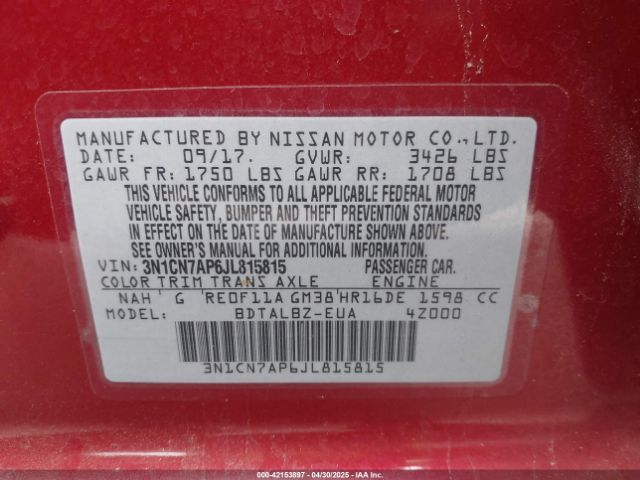 MANUFACTURED BY NISSAN MOTOR CO.,LTD.
DATE: 09/17. GVWR: 3426 LBS
GAWR FR: 1750 LBS GAWR RR: 1708 LBS
THIS VEHICLE CONFORMS TO ALL APPLICABLE FEDERAL MOTOR
VEHICLE SAFETY, BUMPER AND THEFT PREVENTION STANDARDS
IN EFFECT ON THE DATE OF MANUFACTURE SHOWN ABOVE.
SEE OWNER'S MANUAL FOR ADDITIONAL INFORMATION.
VIN: 3N1CN7AP6JL815815 PASSENGER CAR.
COLOR TRIM TRANS AXLE ENGINE
NAH G RE0F11A GM38 HR16DE 1598 CC
MODEL: BDTALBZ-EUA 4Z000
3N1CN7AP6JL815815
000-42153897 - 04/30/2025 - IAAI.COM